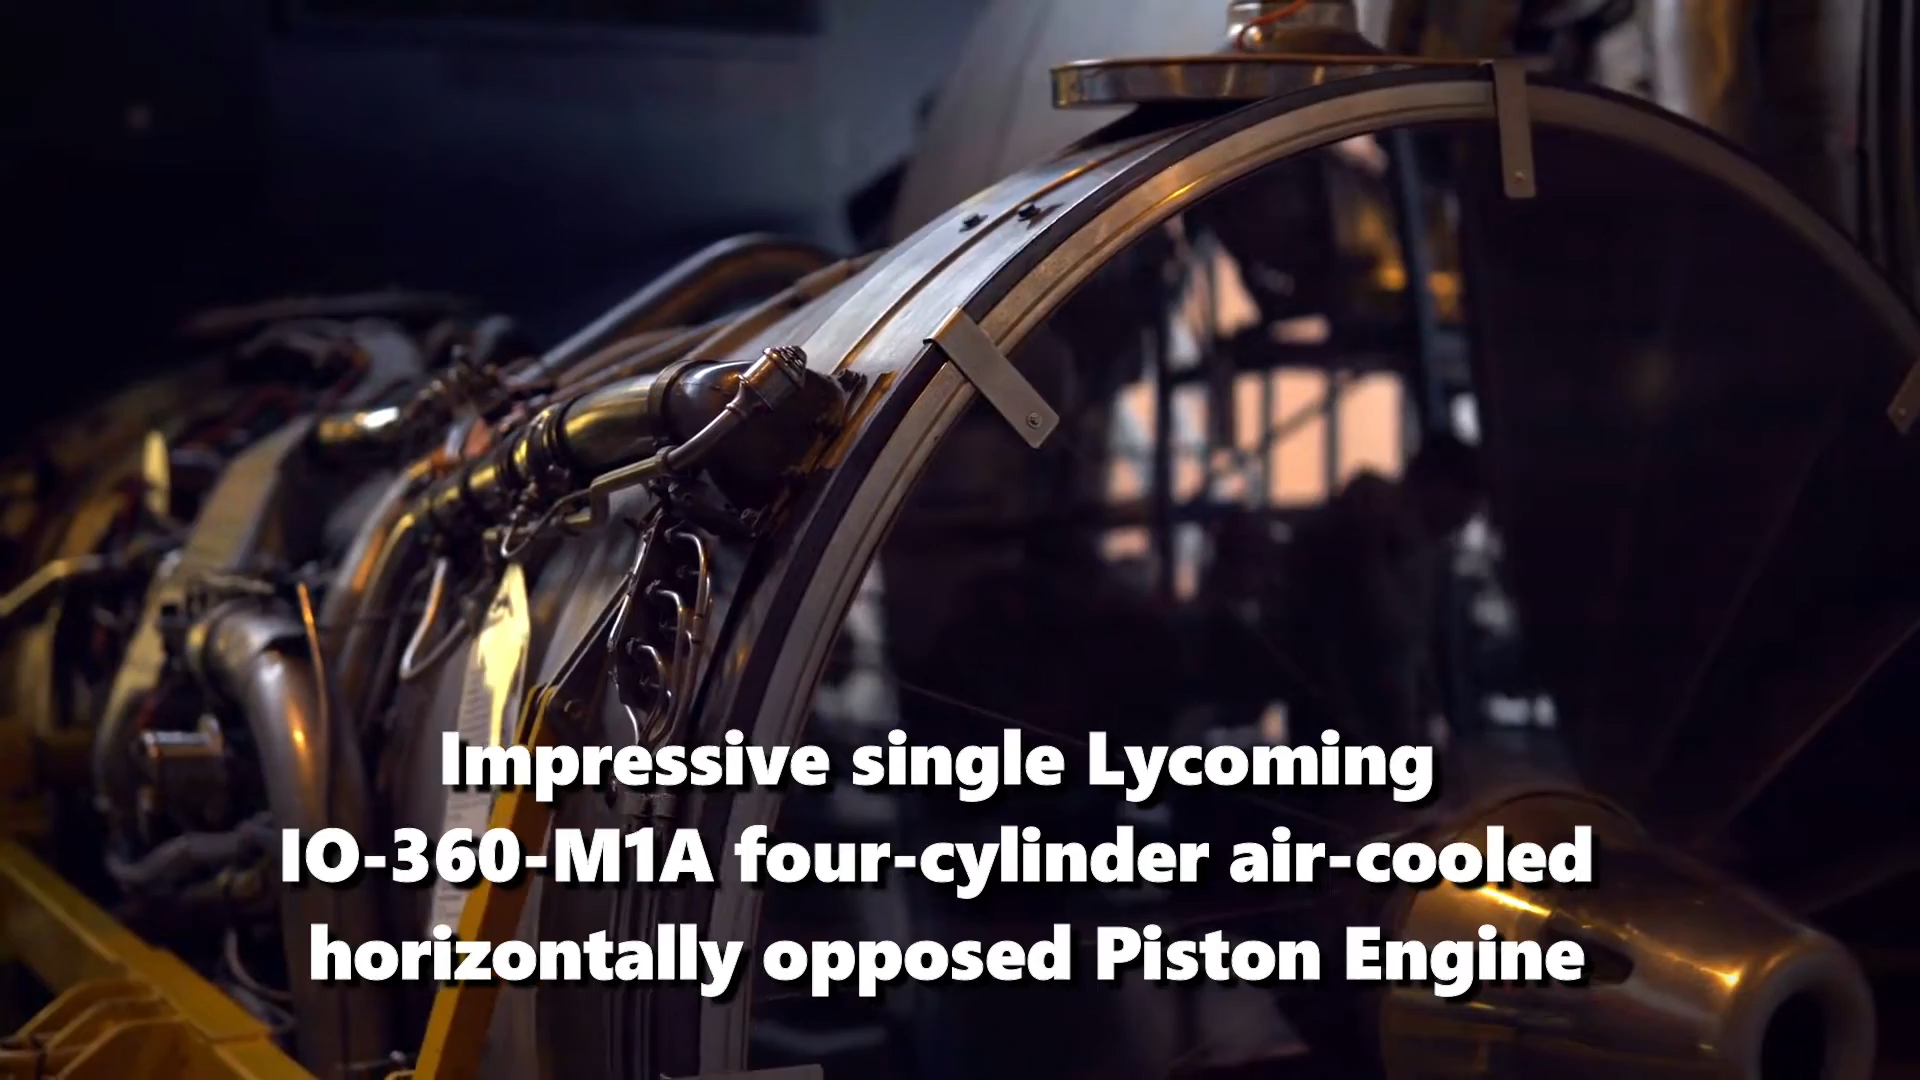 Impressive single Lycoming
IO-360-M1A four-cylinder air-cooled
horizontally opposed Piston Engine